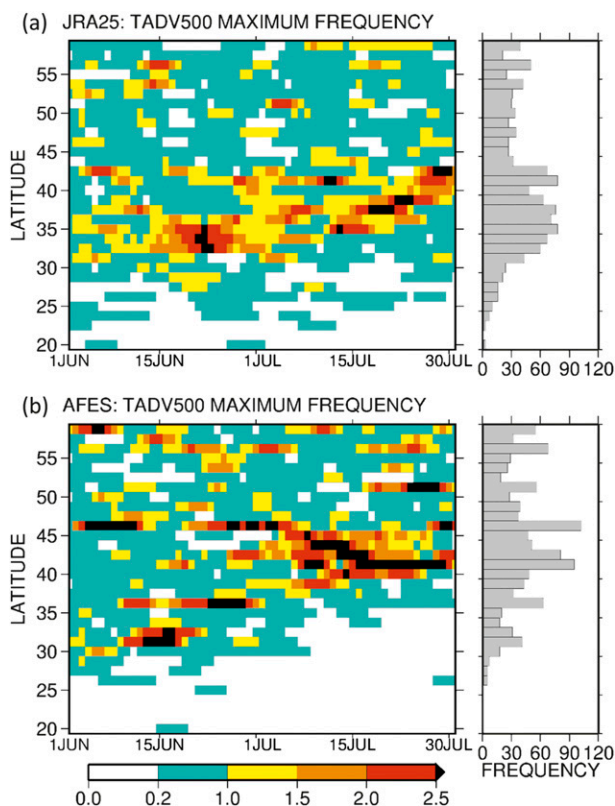 (a) JRA25: TADV500 MAXIMUM FREQUENCY
55
50
45
40
35
30
25
20
LATITUDE
1JUN 15JUN 1JUL 15JUL 30JUL
0 30 60 90 120
(b) AFES: TADV500 MAXIMUM FREQUENCY
55
50
45
40
35
30
25
20
LATITUDE
1JUN 15JUN 1JUL 15JUL 30JUL
0 30 60 90 120
FREQUENCY
0.0 0.2 1.0 1.5 2.0 2.5